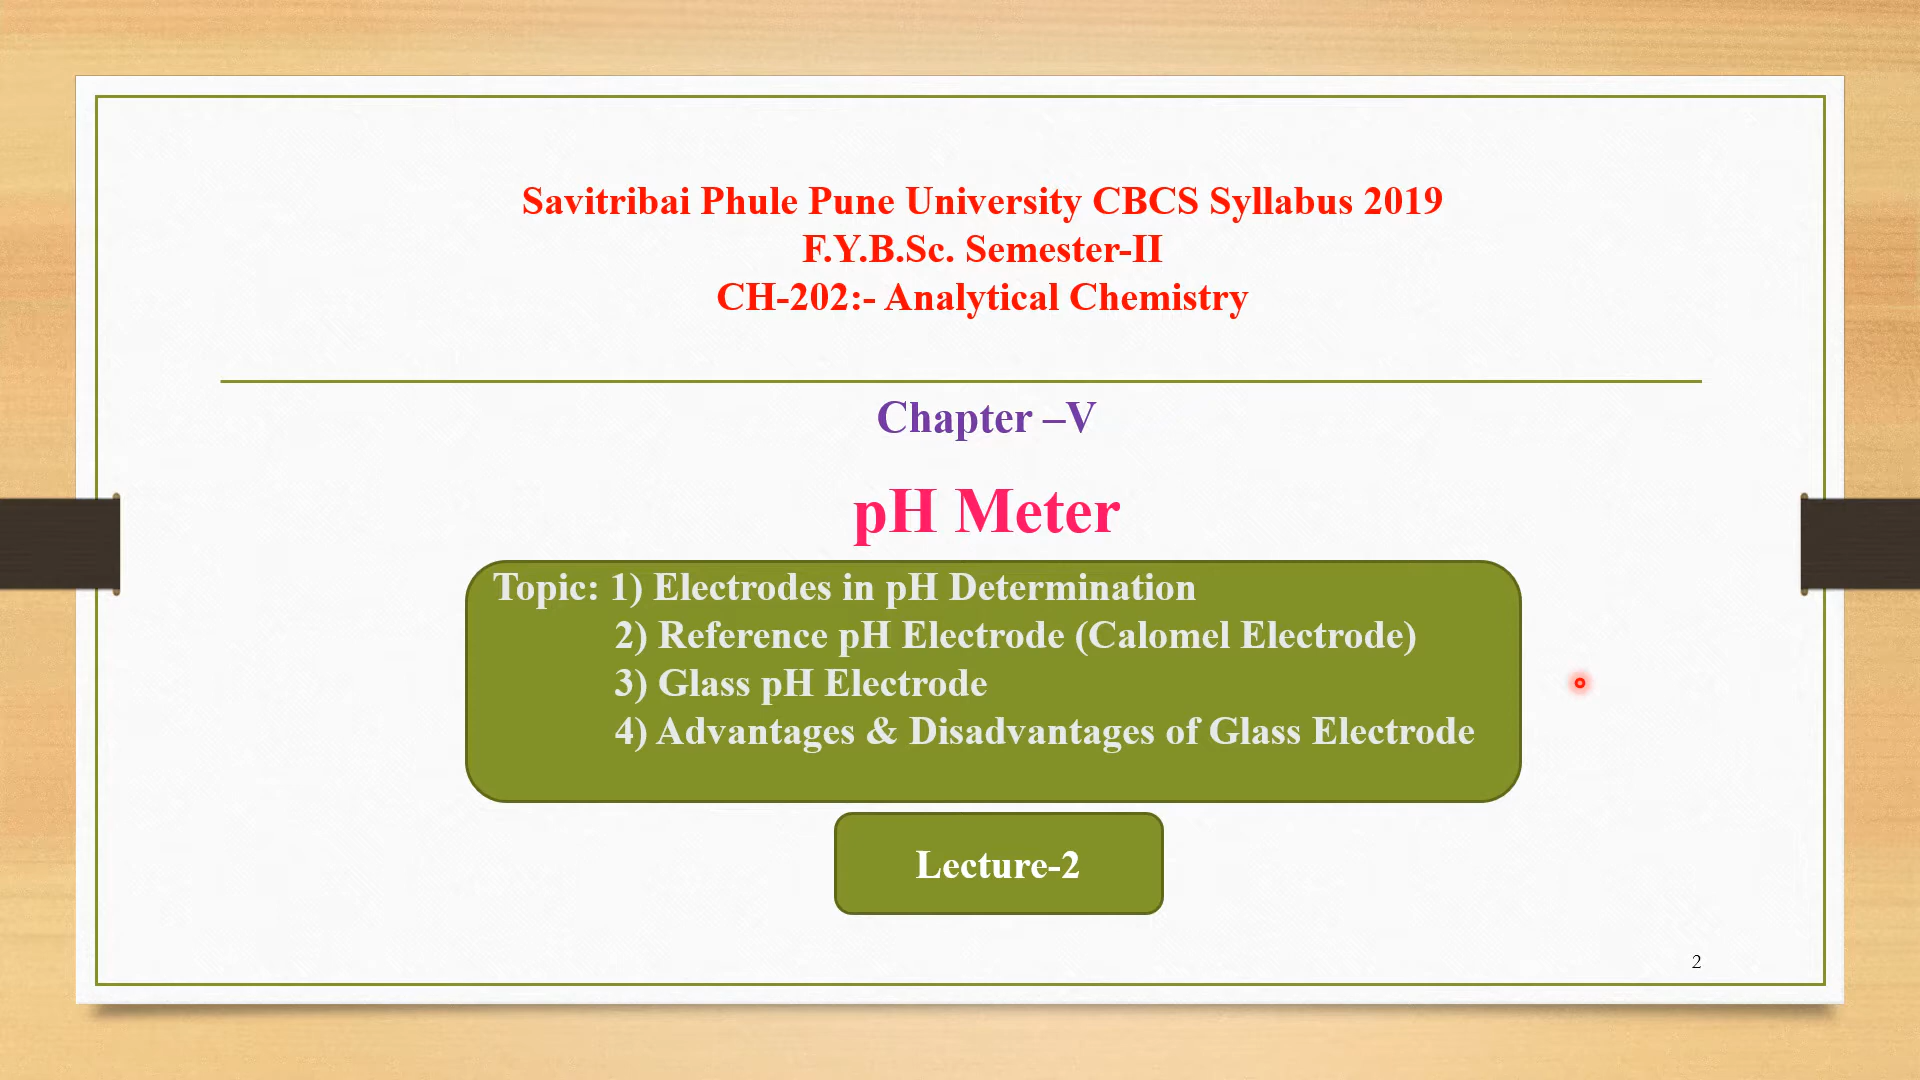 Savitribai Phule Pune University CBCS Syllabus 2019
F.Y.B.Sc. Semester-II
CH-202:- Analytical Chemistry
Chapter –V
pH Meter
Topic: 1) Electrodes in pH Determination
2) Reference pH Electrode (Calomel Electrode)
3) Glass pH Electrode
4) Advantages & Disadvantages of Glass Electrode
Lecture-2
2